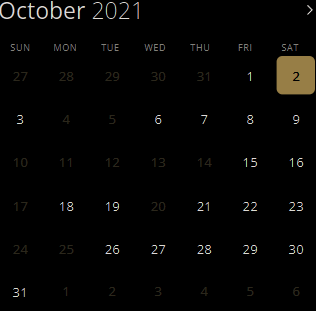 October 2021 >
SUN MON TUE WED THU FRI SAT
27 28 29 30 31 1 2
3 4 5 6 7 8 9
10 11 12 13 14 15 16
17 18 19 20 21 22 23
24 25 26 27 28 29 30
31 1 2 3 4 5 6